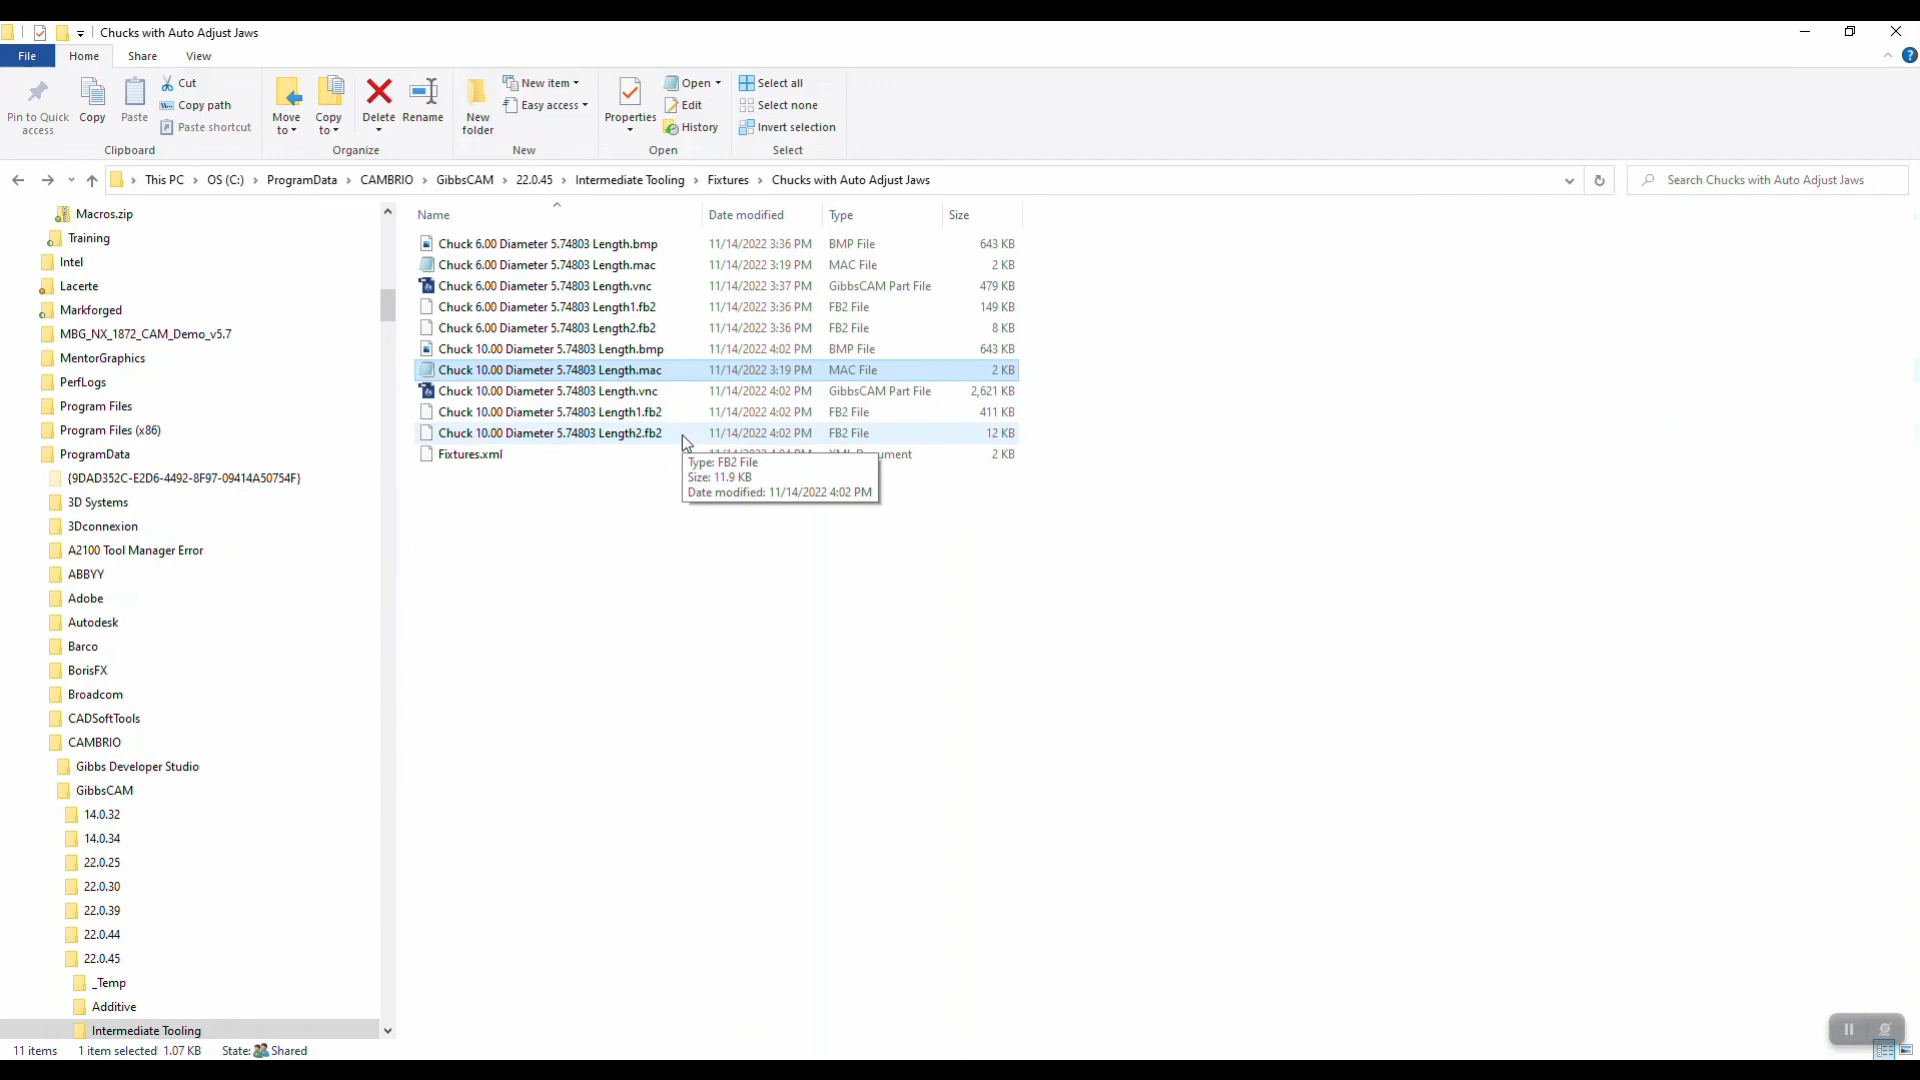 Chucks with Auto Adjust Jaws
File Home Share View
Pin to Quick access
Copy
Paste
Cut
Copy path
Paste shortcut
Clipboard
Move to
Copy to
Delete
Rename
Organize
New folder
New item
Easy access
New
Properties
Open
Edit
History
Open
Select all
Select none
Invert selection
Select
This PC > OS (C:) > ProgramData > CAMBRIO > GibbsCAM > 22.0.45 > Intermediate Tooling > Fixtures > Chucks with Auto Adjust Jaws
Search Chucks with Auto Adjust Jaws
Macros.zip
Training
Intel
Lacerte
Markforged
MBG_NX_1872_CAM_Demo_v5.7
MentorGraphics
PerfLogs
Program Files
Program Files (x86)
ProgramData
{9DAD352C-E2D6-4492-8F97-09414A50754F}
3D Systems
3Dconnexion
A2100 Tool Manager Error
ABBYY
Adobe
Autodesk
Barco
BorisFX
Broadcom
CADSoftTools
CAMBRIO
Gibbs Developer Studio
GibbsCAM
14.0.32
14.0.34
22.0.25
22.0.30
22.0.39
22.0.44
22.0.45
_Temp
Additive
Intermediate Tooling
Name Date modified Type Size
Chuck 6.00 Diameter 5.74803 Length.bmp 11/14/2022 3:36 PM BMP File 643 KB
Chuck 6.00 Diameter 5.74803 Length.mac 11/14/2022 3:19 PM MAC File 2 KB
Chuck 6.00 Diameter 5.74803 Length.vnc 11/14/2022 3:37 PM GibbsCAM Part File 479 KB
Chuck 6.00 Diameter 5.74803 Length1.fb2 11/14/2022 3:36 PM FB2 File 149 KB
Chuck 6.00 Diameter 5.74803 Length2.fb2 11/14/2022 3:36 PM FB2 File 8 KB
Chuck 10.00 Diameter 5.74803 Length.bmp 11/14/2022 4:02 PM BMP File 643 KB
Chuck 10.00 Diameter 5.74803 Length.mac 11/14/2022 3:19 PM MAC File 2 KB
Chuck 10.00 Diameter 5.74803 Length.vnc 11/14/2022 4:02 PM GibbsCAM Part File 2,621 KB
Chuck 10.00 Diameter 5.74803 Length1.fb2 11/14/2022 4:02 PM FB2 File 411 KB
Chuck 10.00 Diameter 5.74803 Length2.fb2 11/14/2022 4:02 PM FB2 File 12 KB
Fixtures.xml 2 KB
Type: FB2 File
Size: 11.9 KB
Date modified: 11/14/2022 4:02 PM
11 items 1 item selected 1.07 KB State: Shared